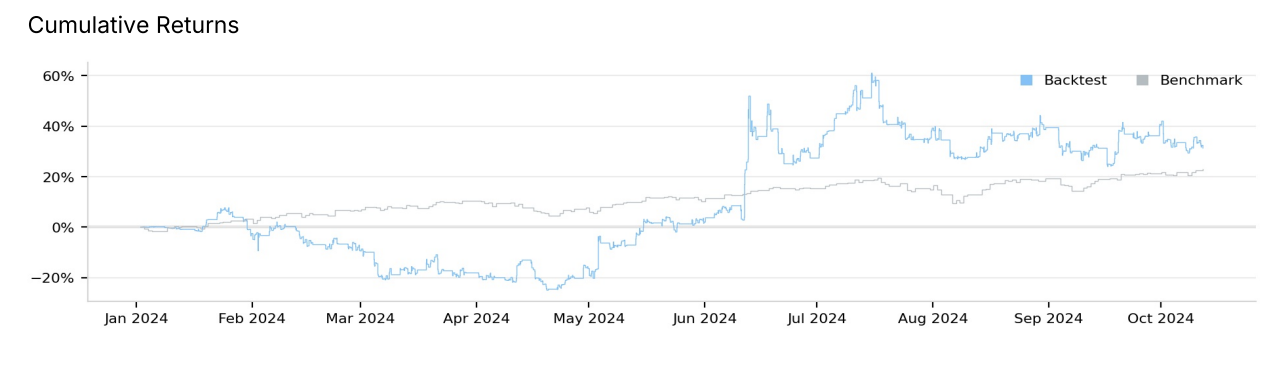 Cumulative Returns
60%
Backtest
Benchmark
40%
20%
0%
−20%
Jan 2024
Feb 2024
Mar 2024
Apr 2024
May 2024
Jun 2024
Jul 2024
Aug 2024
Sep 2024
Oct 2024